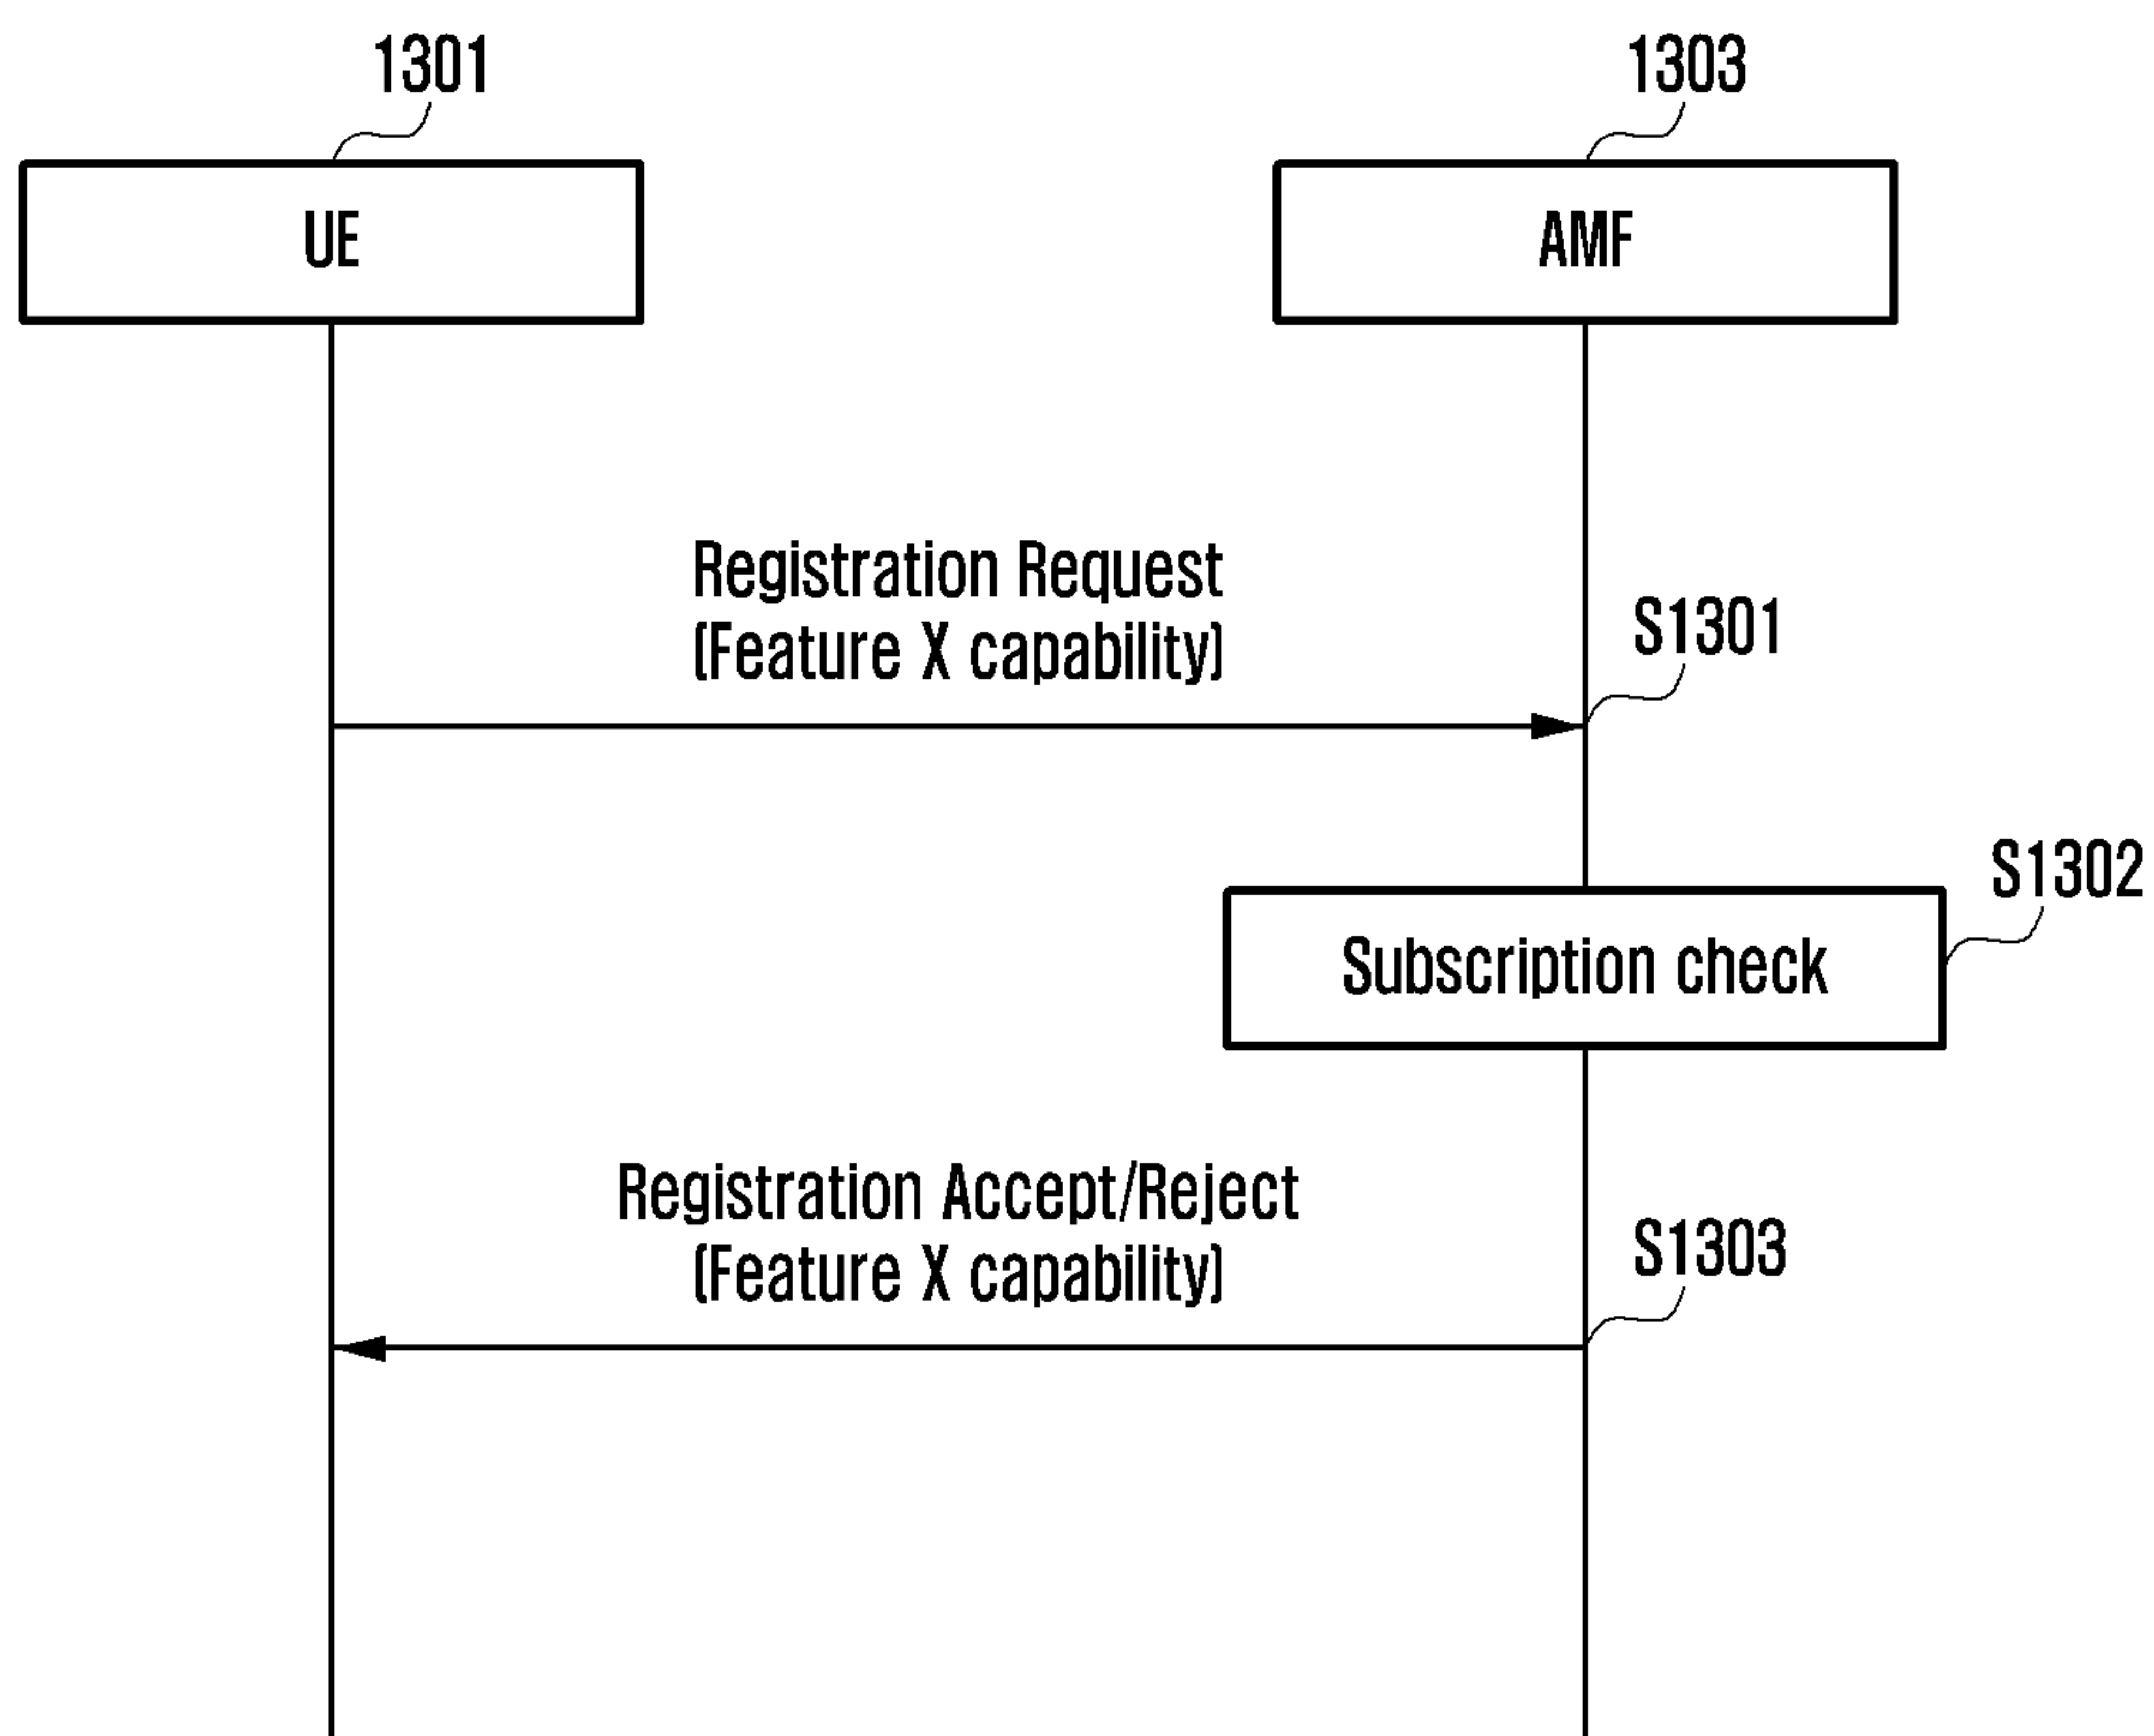 1301
1303
UE
AMF
Registration Request
(Feature X capability)
S1301
S1302
Subscription check
Registration Accept/Reject
(Feature X capability)
S1303